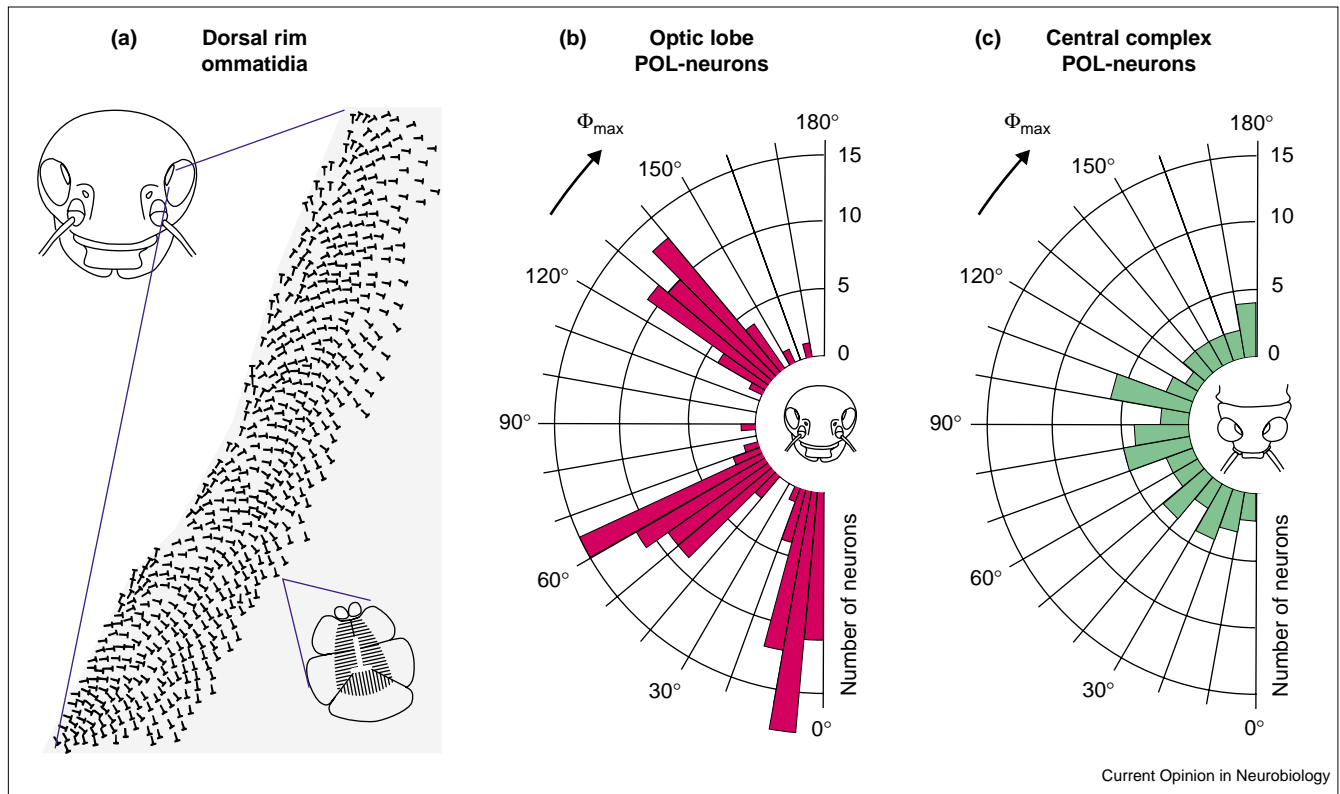 (a) Dorsal rim
ommatidia
(b) Optic lobe
POL-neurons
Φmax
180°
150°
120°
90°
60°
30°
0°
15
10
5
0
Number of neurons
(c) Central complex
POL-neurons
Φmax
180°
150°
120°
90°
60°
30°
0°
15
10
5
0
Number of neurons
Current Opinion in Neurobiology